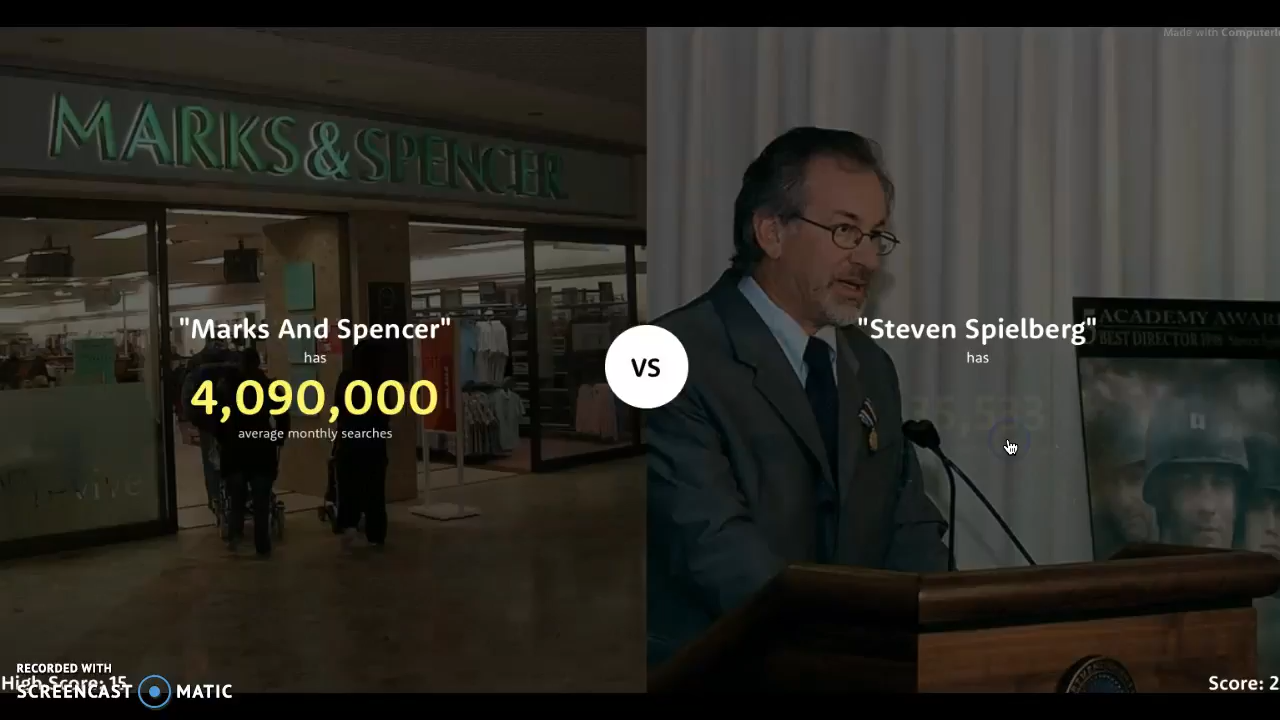 Made with
MARKS & SPENCER
ACADEMY AWAR
BEST DIRECTOR
"Marks And Spencer"
has
4,090,000
average monthly searches
VS
"Steven Spielberg"
has
RECORDED WITH
SCREENCAST MATIC
High Score: 15
Score: 2